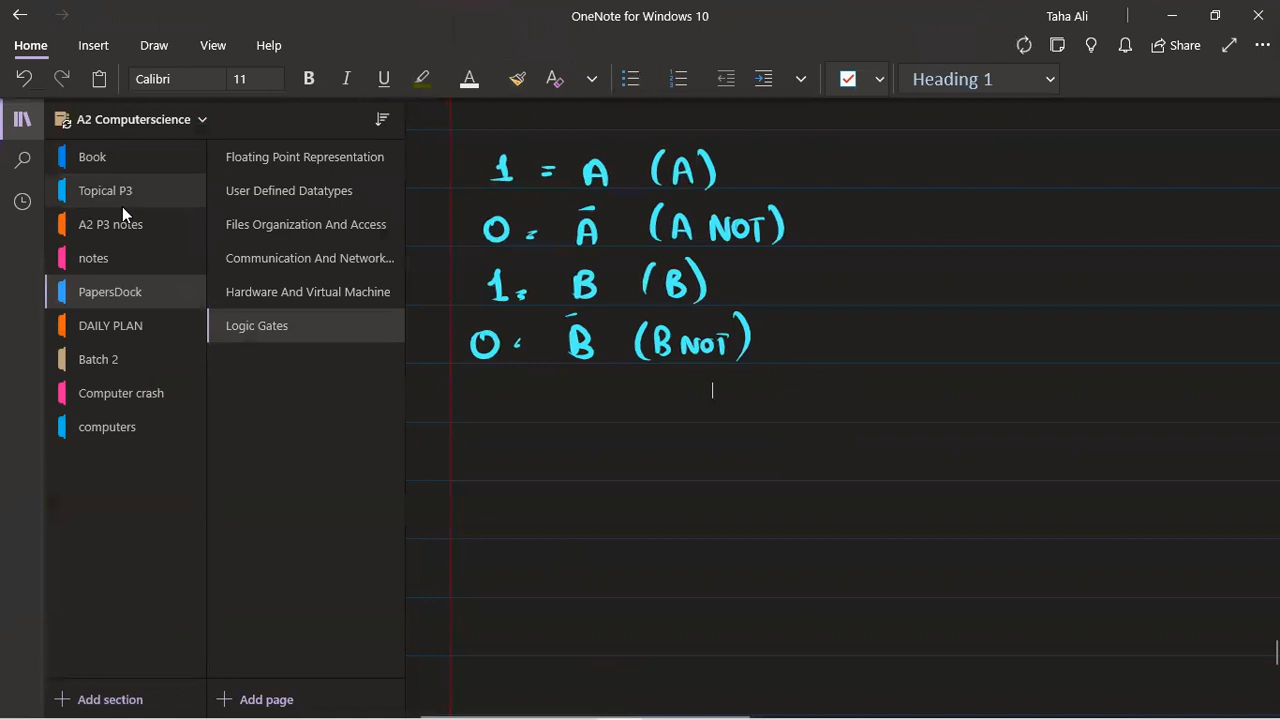 OneNote for Windows 10
Taha Ali
Home Insert Draw View Help
Share
Calibri 11 B I U A A Heading 1
A2 Computerscience
Book
Topical P3
A2 P3 notes
notes
PapersDock
DAILY PLAN
Batch 2
Computer crash
computers
Add section
Floating Point Representation
User Defined Datatypes
Files Organization And Access
Communication And Network...
Hardware And Virtual Machine
Logic Gates
Add page
1 = A (A)
0 = Ā (A NOT)
1 = B (B)
0 = B̄ (B NOT)